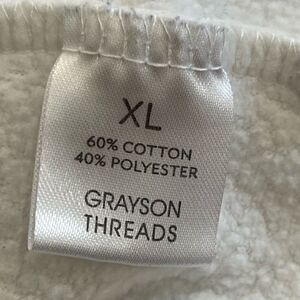 XL
60% COTTON
40% POLYESTER
GRAYSON
THREADS